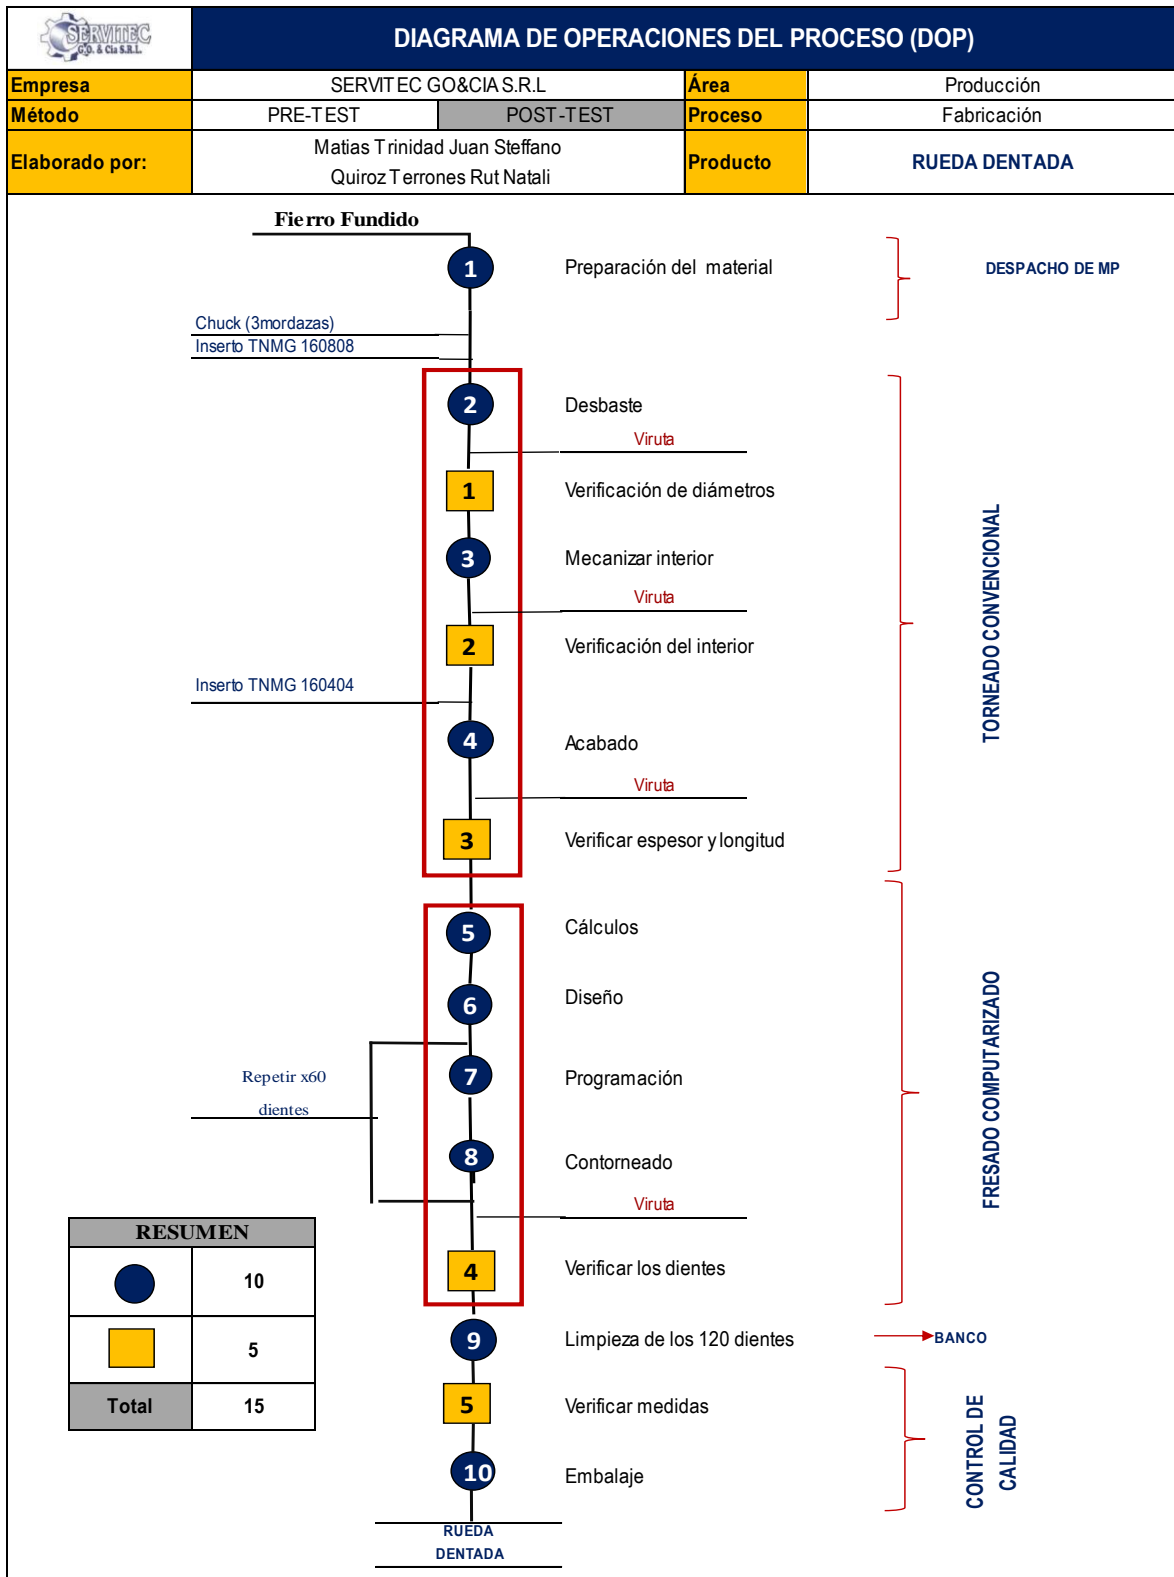 SERVITEC
G.O. & Cia S.R.L.
DIAGRAMA DE OPERACIONES DEL PROCESO (DOP)
Empresa SERVITEC GO&CIA S.R.L Área Producción
Método PRE-TEST POST-TEST Proceso Fabricación
Elaborado por: Matias Trinidad Juan Steffano
Quiroz Terrones Rut Natali
Producto RUEDA DENTADA
Fierro Fundido
1 Preparación del material DESPACHO DE MP
Chuck (3mordazas)
Inserto TNMG 160808
2 Desbaste
Viruta
1 Verificación de diámetros
3 Mecanizar interior
Viruta
2 Verificación del interior
Inserto TNMG 160404
4 Acabado
Viruta
3 Verificar espesor y longitud
TORNEADO CONVENCIONAL
5 Cálculos
6 Diseño
7 Programación
Repetir x60
dientes
8 Contorneado
Viruta
4 Verificar los dientes
FRESADO COMPUTARIZADO
9 Limpieza de los 120 dientes BANCO
5 Verificar medidas
10 Embalaje
CONTROL DE
CALIDAD
RUEDA
DENTADA
RESUMEN
10
5
Total 15